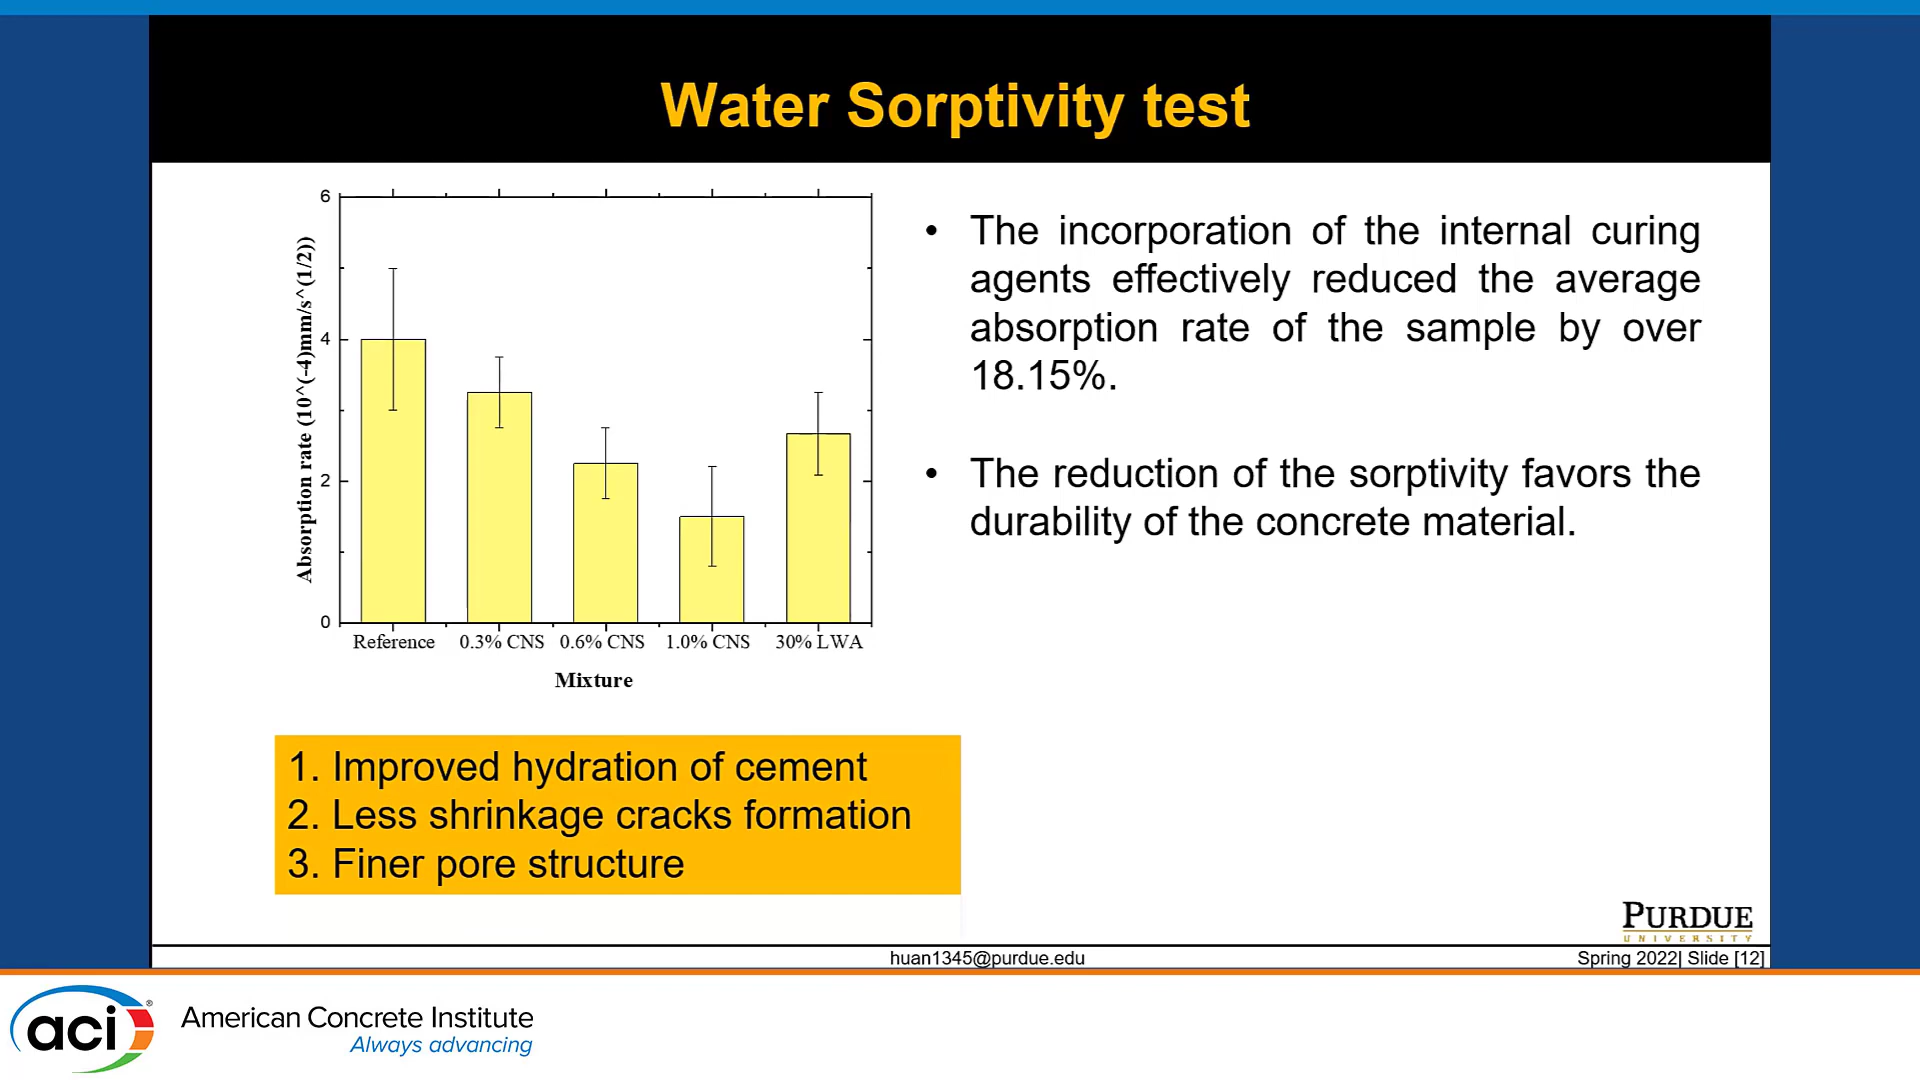 Water Sorptivity test
6
4
2
0
Absorption rate (10^(-4)mm/s^(1/2))
Reference 0.3% CNS 0.6% CNS 1.0% CNS 30% LWA
Mixture
• The incorporation of the internal curing
agents effectively reduced the average
absorption rate of the sample by over
18.15%.
• The reduction of the sorptivity favors the
durability of the concrete material.
1. Improved hydration of cement
2. Less shrinkage cracks formation
3. Finer pore structure
PURDUE
UNIVERSITY
huan1345@purdue.edu
Spring 2022| Slide [12]
aci®
American Concrete Institute
Always advancing